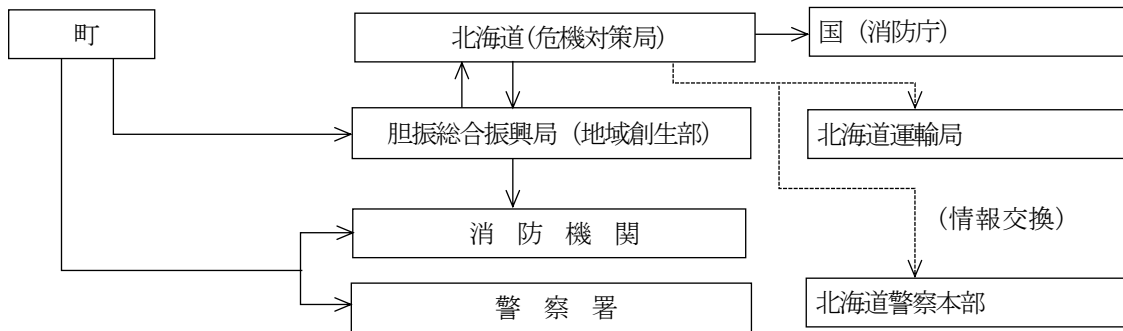 町
北海道(危機対策局)
国（消防庁）
胆振総合振興局（地域創生部）
北海道運輸局
消　防　機　関
（情報交換）
警　察　署
北海道警察本部